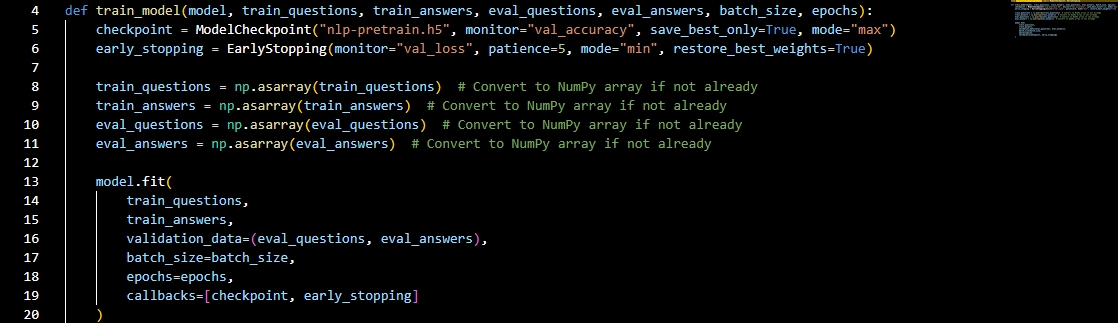 4 def train_model(model, train_questions, train_answers, eval_questions, eval_answers, batch_size, epochs):
5     checkpoint = ModelCheckpoint("nlp-pretrain.h5", monitor="val_accuracy", save_best_only=True, mode="max")
6     early_stopping = EarlyStopping(monitor="val_loss", patience=5, mode="min", restore_best_weights=True)
7
8     train_questions = np.asarray(train_questions)  # Convert to NumPy array if not already
9     train_answers = np.asarray(train_answers)  # Convert to NumPy array if not already
10     eval_questions = np.asarray(eval_questions)  # Convert to NumPy array if not already
11     eval_answers = np.asarray(eval_answers)  # Convert to NumPy array if not already
12
13     model.fit(
14         train_questions,
15         train_answers,
16         validation_data=(eval_questions, eval_answers),
17         batch_size=batch_size,
18         epochs=epochs,
19         callbacks=[checkpoint, early_stopping]
20     )